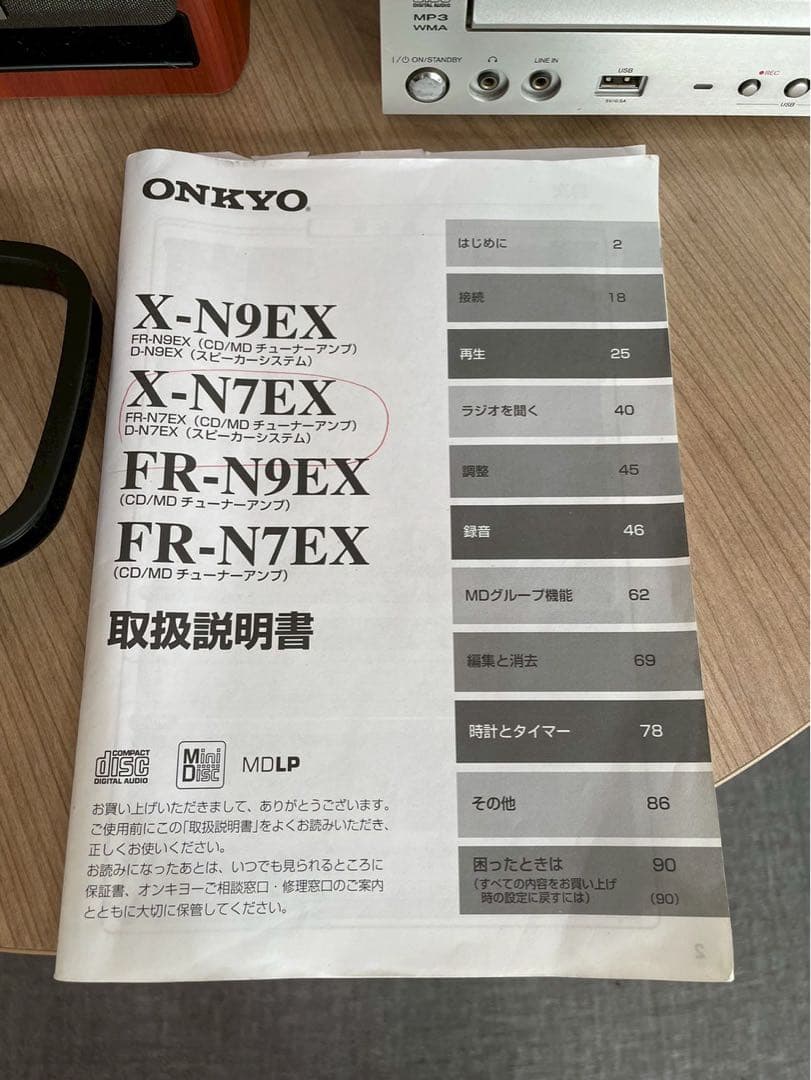 DIGITAL AUDIO
MP3
WMA
I/⏻ ON/STANDBY
LINE IN
USB
5V/0.5A
●REC
USB
ONKYO
X-N9EX
FR-N9EX（CD/MD チューナーアンプ）
D-N9EX（スピーカーシステム）
X-N7EX
FR-N7EX（CD/MD チューナーアンプ）
D-N7EX（スピーカーシステム）
FR-N9EX
（CD/MD チューナーアンプ）
FR-N7EX
（CD/MD チューナーアンプ）
取扱説明書
COMPACT
disc
DIGITAL AUDIO
Mini
Disc
MDLP
お買い上げいただきまして、ありがとうございます。
ご使用前にこの「取扱説明書」をよくお読みいただき、
正しくお使いください。
お読みになったあとは、いつでも見られるところに
保証書、オンキヨーご相談窓口・修理窓口のご案内
とともに大切に保管してください。
はじめに 2
接続 18
再生 25
ラジオを聞く 40
調整 45
録音 46
MDグループ機能 62
編集と消去 69
時計とタイマー 78
その他 86
困ったときは 90
（すべての内容をお買い上げ
時の設定に戻すには） （90）